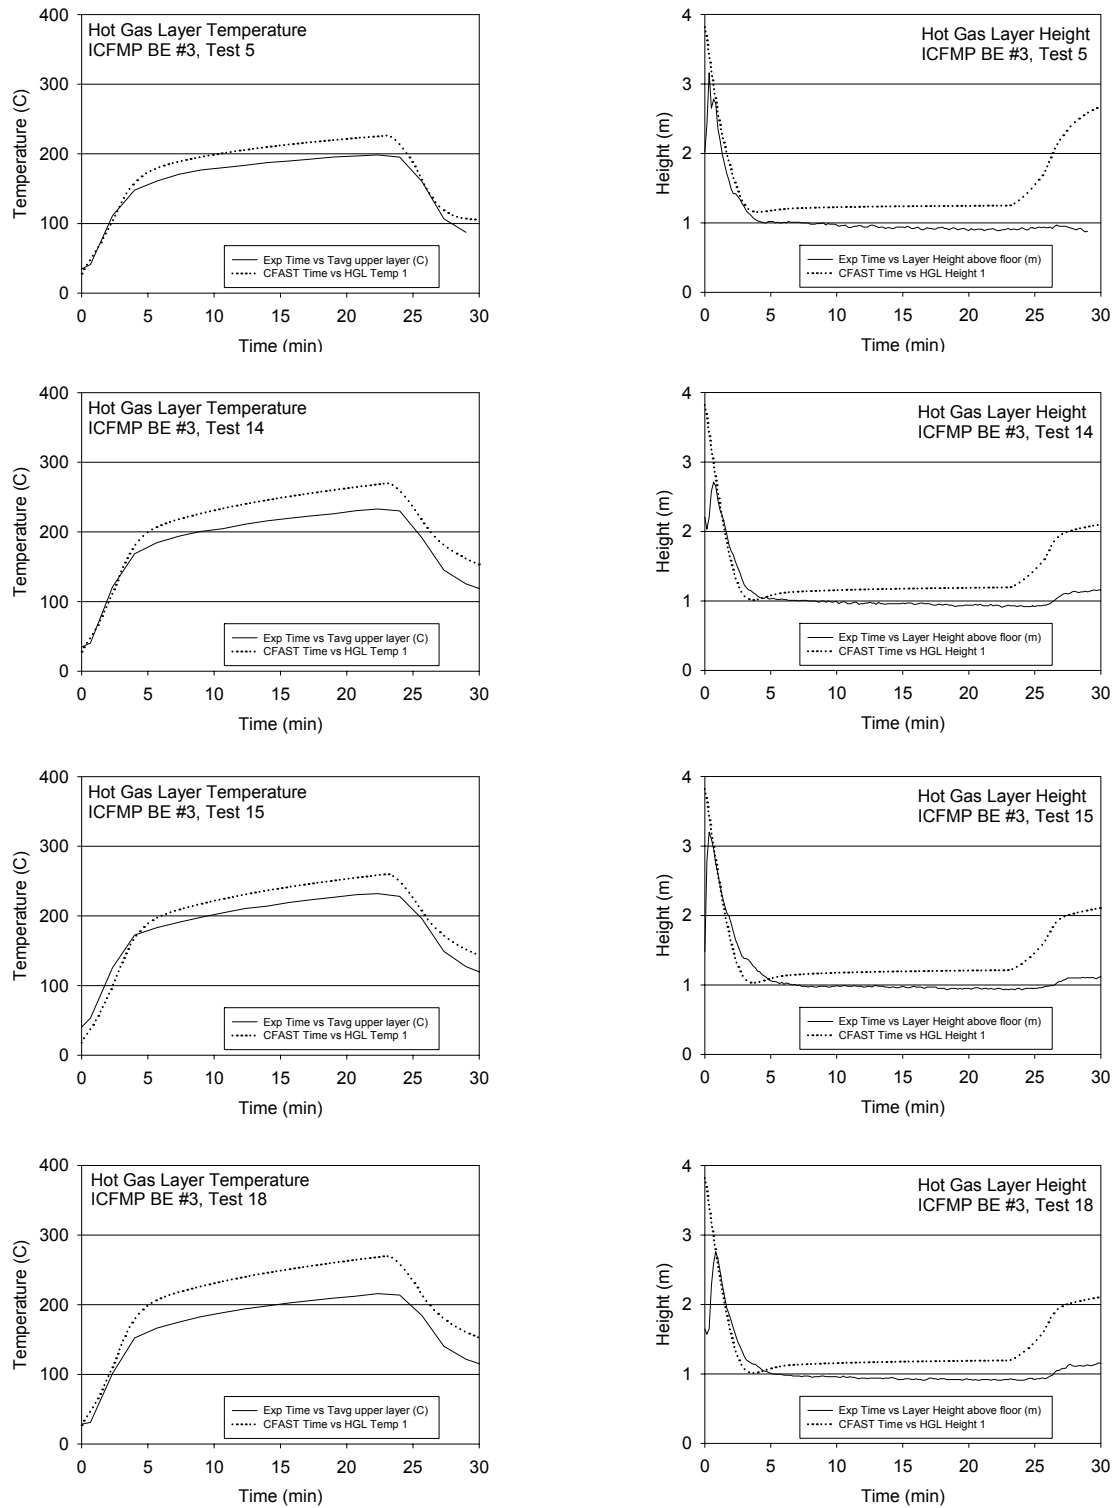 Hot Gas Layer Temperature
ICFMP BE #3, Test 5
Temperature (C)
400
300
200
100
0
Exp Time vs Tavg upper layer (C)
CFAST Time vs HGL Temp 1
0 5 10 15 20 25 30
Time (min)
Hot Gas Layer Height
ICFMP BE #3, Test 5
Height (m)
4
3
2
1
0
Exp Time vs Layer Height above floor (m)
CFAST Time vs HGL Height 1
0 5 10 15 20 25 30
Time (min)
Hot Gas Layer Temperature
ICFMP BE #3, Test 14
Temperature (C)
400
300
200
100
0
Exp Time vs Tavg upper layer (C)
CFAST Time vs HGL Temp 1
0 5 10 15 20 25 30
Time (min)
Hot Gas Layer Height
ICFMP BE #3, Test 14
Height (m)
4
3
2
1
0
Exp Time vs Layer Height above floor (m)
CFAST Time vs HGL Height 1
0 5 10 15 20 25 30
Time (min)
Hot Gas Layer Temperature
ICFMP BE #3, Test 15
Temperature (C)
400
300
200
100
0
Exp Time vs Tavg upper layer (C)
CFAST Time vs HGL Temp 1
0 5 10 15 20 25 30
Time (min)
Hot Gas Layer Height
ICFMP BE #3, Test 15
Height (m)
4
3
2
1
0
Exp Time vs Layer Height above floor (m)
CFAST Time vs HGL Height 1
0 5 10 15 20 25 30
Time (min)
Hot Gas Layer Temperature
ICFMP BE #3, Test 18
Temperature (C)
400
300
200
100
0
Exp Time vs Tavg upper layer (C)
CFAST Time vs HGL Temp 1
0 5 10 15 20 25 30
Time (min)
Hot Gas Layer Height
ICFMP BE #3, Test 18
Height (m)
4
3
2
1
0
Exp Time vs Layer Height above floor (m)
CFAST Time vs HGL Height 1
0 5 10 15 20 25 30
Time (min)